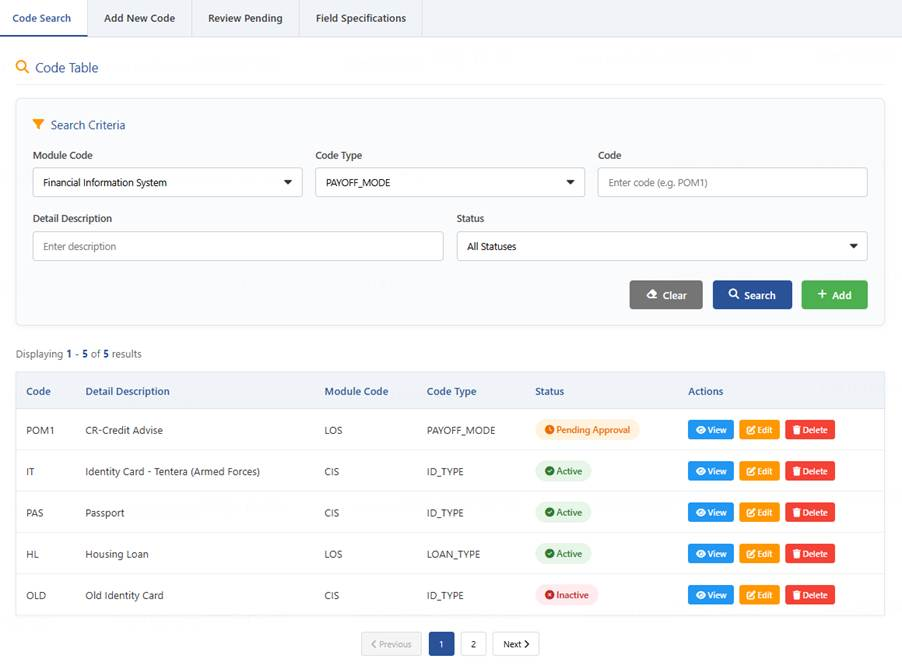 Code Search Add New Code Review Pending Field Specifications
Code Table
Search Criteria
Module Code Code Type Code
Financial Information System PAYOFF_MODE Enter code (e.g. POM1)
Detail Description Status
Enter description All Statuses
Clear Search + Add
Displaying 1 - 5 of 5 results
Code Detail Description Module Code Code Type Status Actions
POM1 CR-Credit Advise LOS PAYOFF_MODE Pending Approval View Edit Delete
IT Identity Card - Tentera (Armed Forces) CIS ID_TYPE Active View Edit Delete
PAS Passport CIS ID_TYPE Active View Edit Delete
HL Housing Loan LOS LOAN_TYPE Active View Edit Delete
OLD Old Identity Card CIS ID_TYPE Inactive View Edit Delete
Previous 1 2 Next